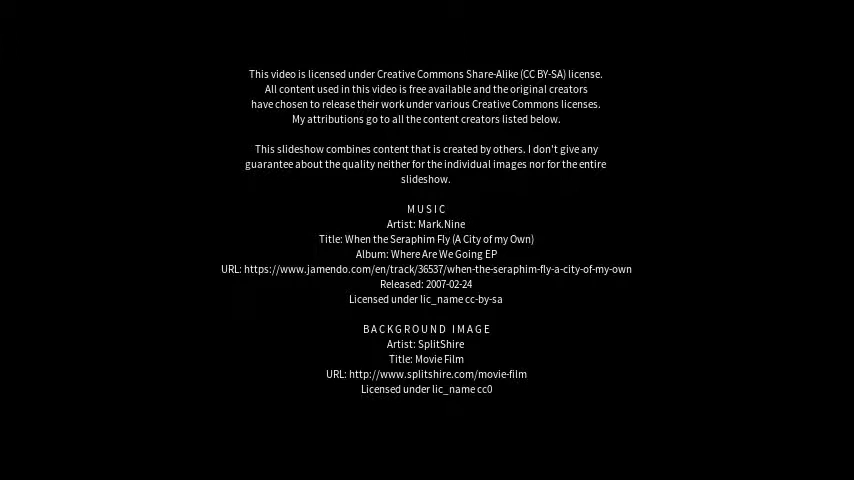 This video is licensed under Creative Commons Share-Alike (CC BY-SA) license.
All content used in this video is free available and the original creators
have chosen to release their work under various Creative Commons licenses.
My attributions go to all the content creators listed below.
This slideshow combines content that is created by others. I don't give any
guarantee about the quality neither for the individual images nor for the entire
slideshow.
M U S I C
Artist: Mark.Nine
Title: When the Seraphim Fly (A City of my Own)
Album: Where Are We Going EP
URL: https://www.jamendo.com/en/track/36537/when-the-seraphim-fly-a-city-of-my-own
Released: 2007-02-24
Licensed under lic_name cc-by-sa
B A C K G R O U N D   I M A G E
Artist: SplitShire
Title: Movie Film
URL: http://www.splitshire.com/movie-film
Licensed under lic_name cc0